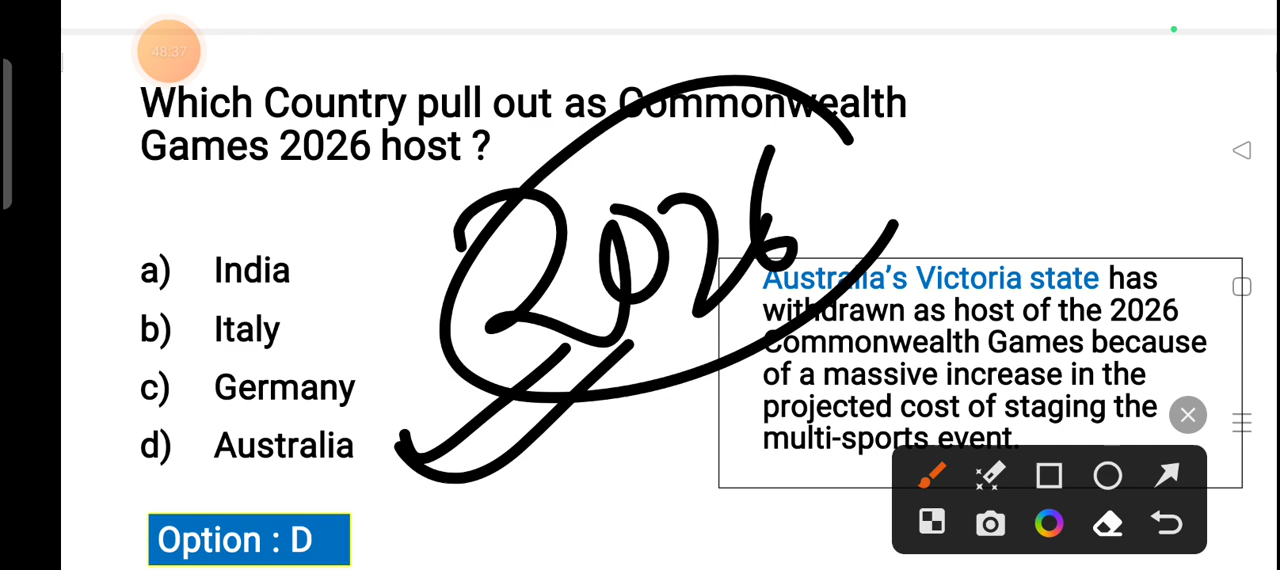 48:37
Which Country pull out as Commonwealth
Games 2026 host ?
2026
a) India
b) Italy
c) Germany
d) Australia
Option : D
Australia's Victoria state has
withdrawn as host of the 2026
Commonwealth Games because
of a massive increase in the
projected cost of staging the
multi-sports event.